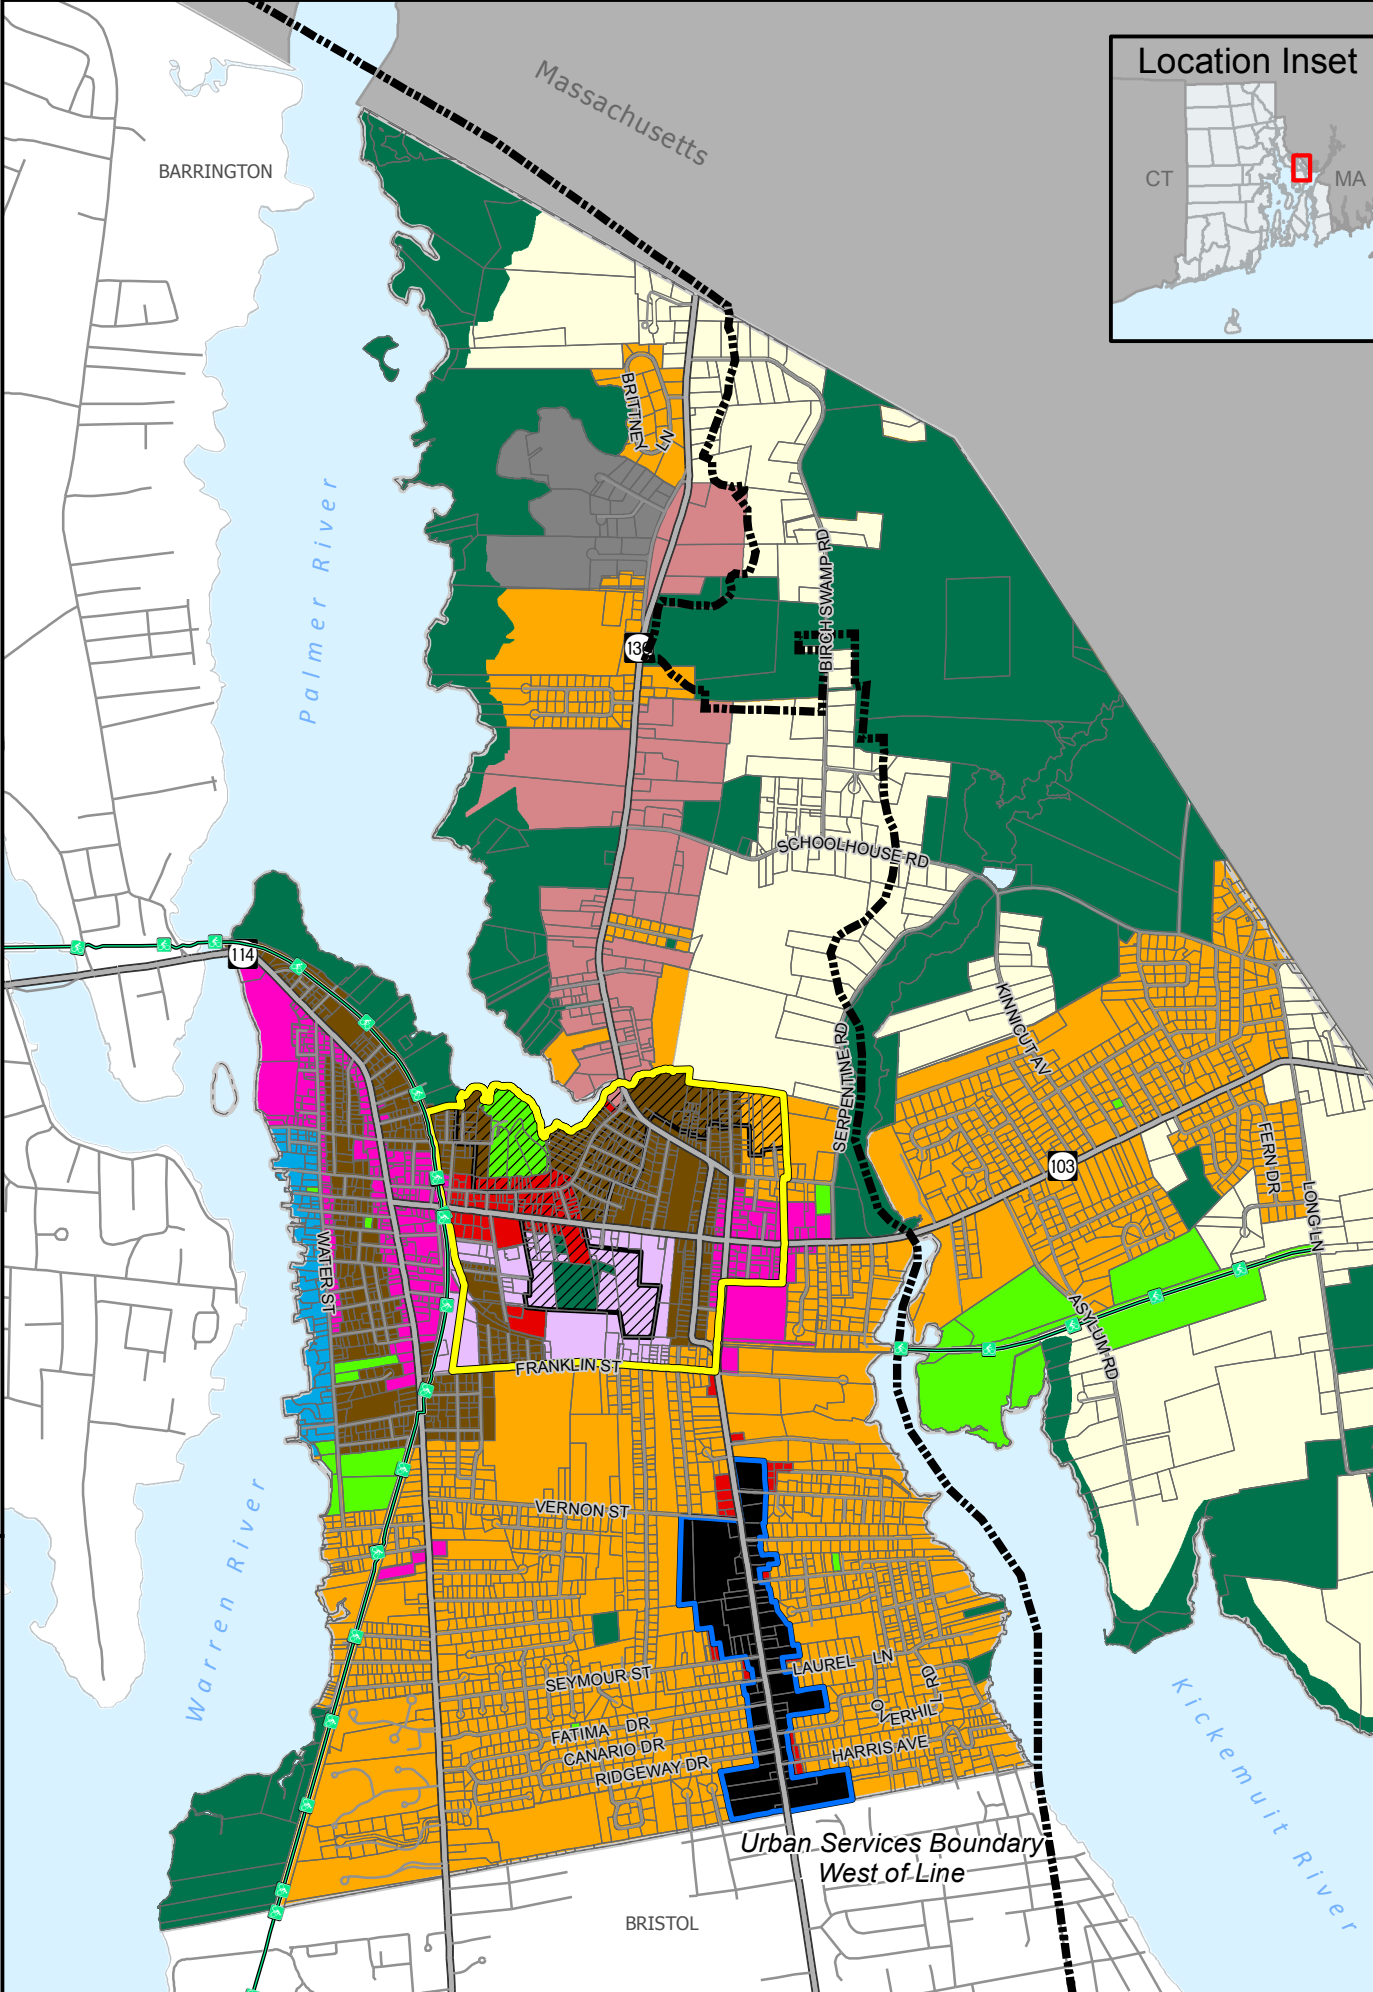 Location Inset
CT
MA
Massachusetts
BARRINGTON
BRITTNEY
LN
Palmer River
BIRCH SWAMP RD
136
SCHOOLHOUSE RD
114
KINNICUT AV
SERPENTINE RD
103
FERN DR
LONG LN
WATER ST
ASYLUM RD
FRANKLIN ST
VERNON ST
Warren River
LAUREL LN
SEYMOUR ST
OVERHILL RD
FATIMA DR
CANARIO DR
HARRIS AVE
RIDGEWAY DR
Kickemuit River
Urban Services Boundary
West of Line
BRISTOL